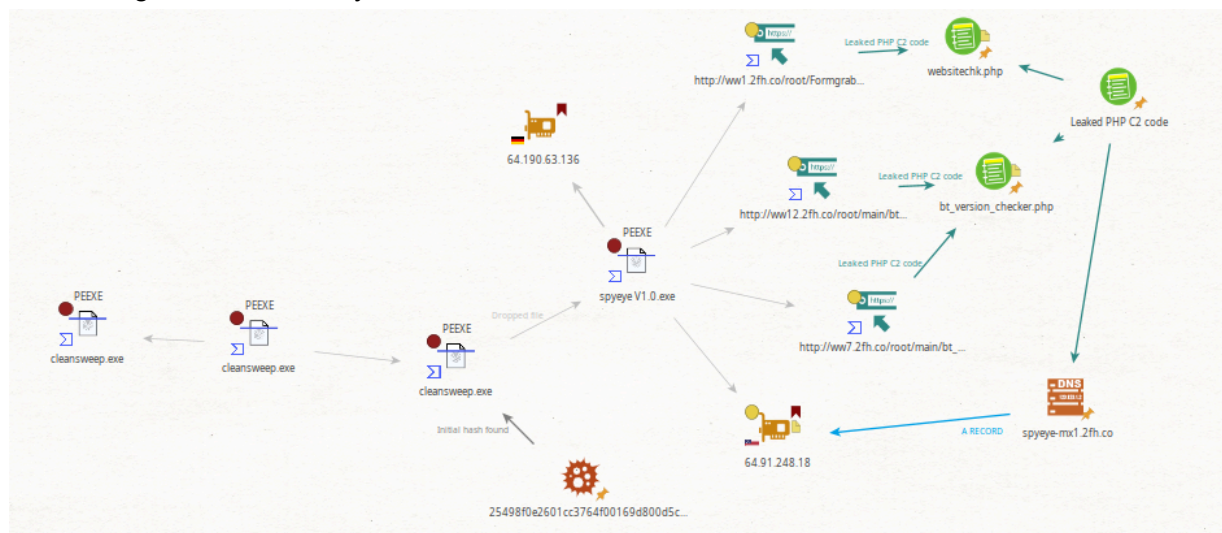 https://
http://ww1.2fh.co/root/Formgrab...
Leaked PHP C2 code
websitechk.php
Leaked PHP C2 code
64.190.63.136
https://
http://ww12.2fh.co/root/main/bt...
Leaked PHP C2 code
bt_version_checker.php
PEEXE
spyeye V1.0.exe
Leaked PHP C2 code
https://
http://ww7.2fh.co/root/main/bt_...
PEEXE
cleansweep.exe
PEEXE
cleansweep.exe
Dropped file
PEEXE
cleansweep.exe
Initial hash found
25498f0e2601cc3764f00169d800d5c...
64.91.248.18
A RECORD
DNS
spyeye-mx1.2fh.co